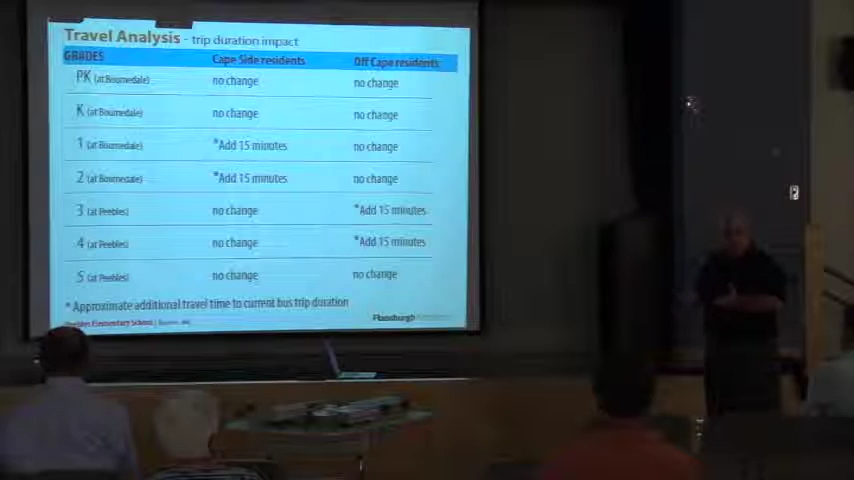 Travel Analysis - trip duration impact
GRADES Cape Side residents Off Cape residents
PK (at Bournedale) no change no change
K (at Bournedale) no change no change
1 (at Bournedale) *Add 15 minutes no change
2 (at Bournedale) *Add 15 minutes no change
3 (at Peebles) no change *Add 15 minutes
4 (at Peebles) no change *Add 15 minutes
5 (at Peebles) no change no change
* Approximate additional travel time to current bus trip duration
Peebles Elementary School Flansburgh